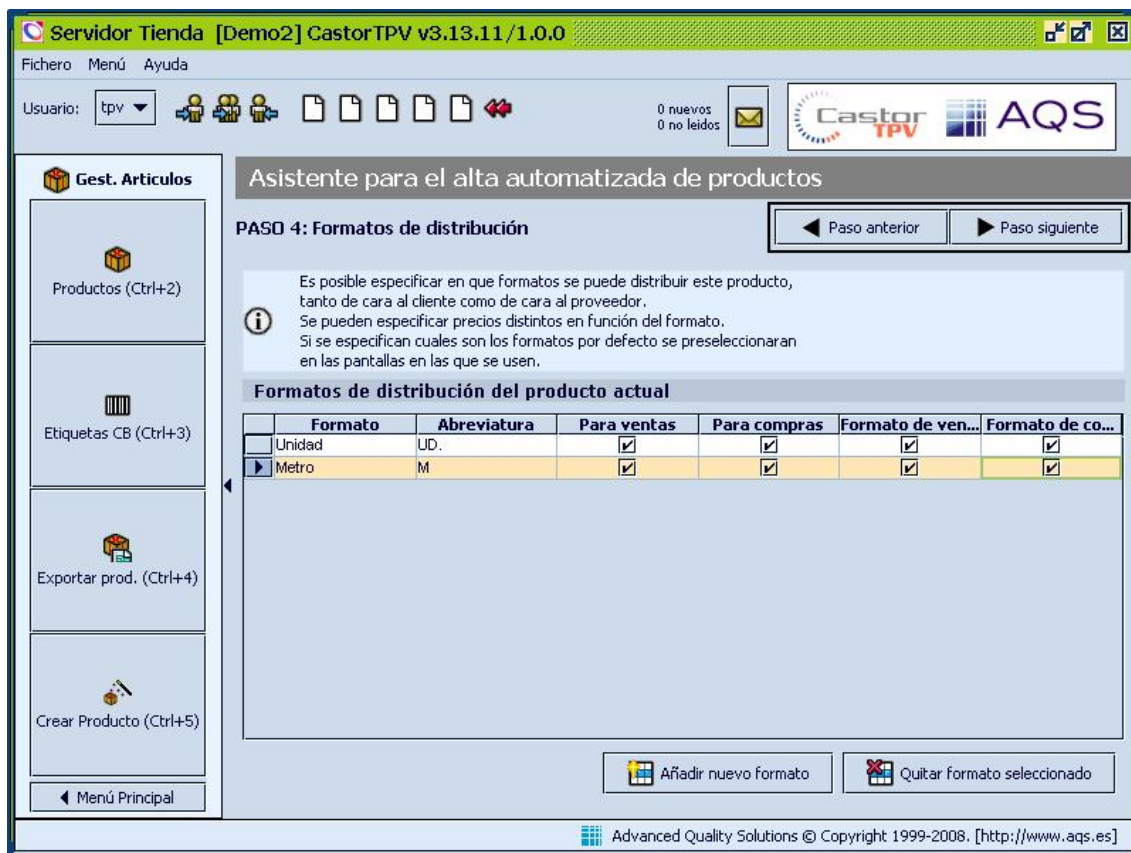 Servidor Tienda [Demo2] CastorTPV v3.13.11/1.0.0
Fichero Menú Ayuda
Usuario: tpv
0 nuevos
0 no leidos
Castor
TPV
AQS
Gest. Articulos
Asistente para el alta automatizada de productos
PASO 4: Formatos de distribución
Paso anterior
Paso siguiente
Productos (Ctrl+2)
Es posible especificar en que formatos se puede distribuir este producto,
tanto de cara al cliente como de cara al proveedor.
Se pueden especificar precios distintos en función del formato.
Si se especifican cuales son los formatos por defecto se preseleccionaran
en las pantallas en las que se usen.
Formatos de distribución del producto actual
Etiquetas CB (Ctrl+3)
Formato Abreviatura Para ventas Para compras Formato de ven... Formato de co...
Unidad UD.
Metro M
Exportar prod. (Ctrl+4)
Crear Producto (Ctrl+5)
Añadir nuevo formato
Quitar formato seleccionado
Menú Principal
Advanced Quality Solutions © Copyright 1999-2008. [http://www.aqs.es]